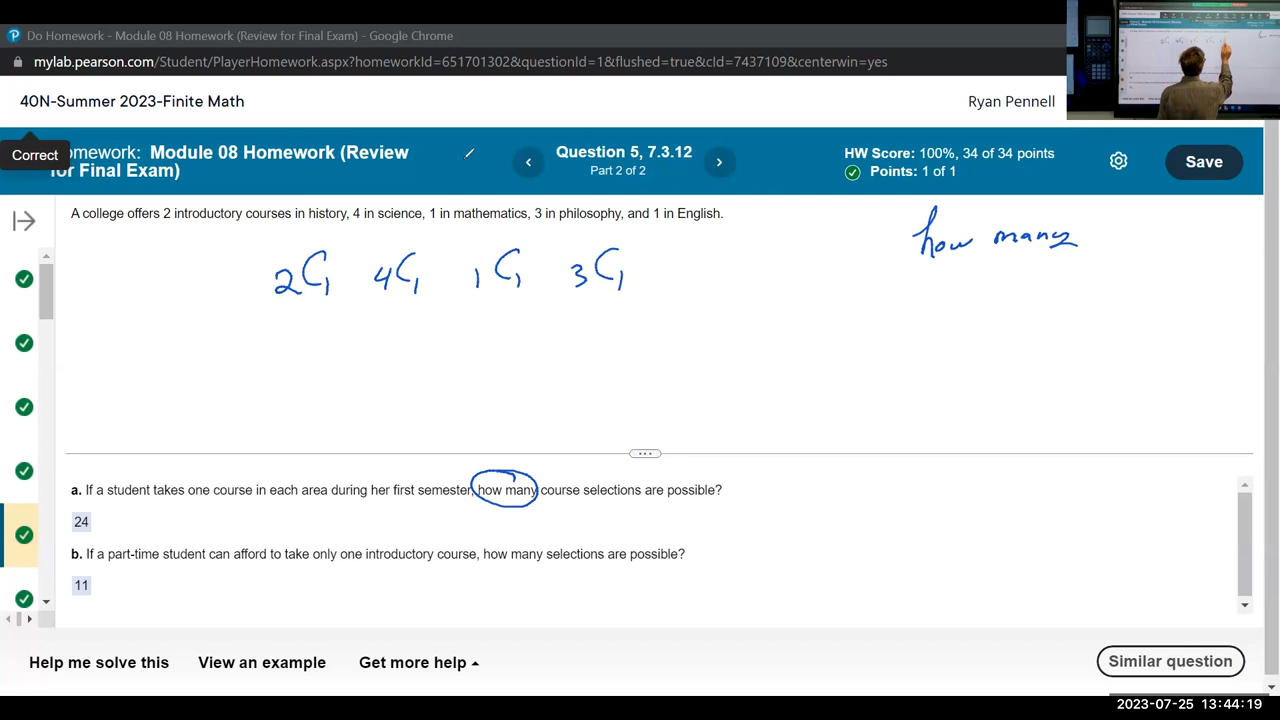 Do Homework - Module 08 Homework (Review for Final Exam) - Google Chr
mylab.pearson.com/Student/PlayerHomework.aspx?homeworkId=651701302&questionId=1&flushed=true&cId=7437109&centerwin=yes
40N-Summer 2023-Finite Math
Ryan Pennell
Correct
omework: Module 08 Homework (Review
for Final Exam)
Question 5, 7.3.12
Part 2 of 2
HW Score: 100%, 34 of 34 points
Points: 1 of 1
Save
A college offers 2 introductory courses in history, 4 in science, 1 in mathematics, 3 in philosophy, and 1 in English.
how many
2C1 4C1 1C1 3C1
a. If a student takes one course in each area during her first semester, how many course selections are possible?
24
b. If a part-time student can afford to take only one introductory course, how many selections are possible?
11
Help me solve this
View an example
Get more help
Similar question
2023-07-25 13:44:19